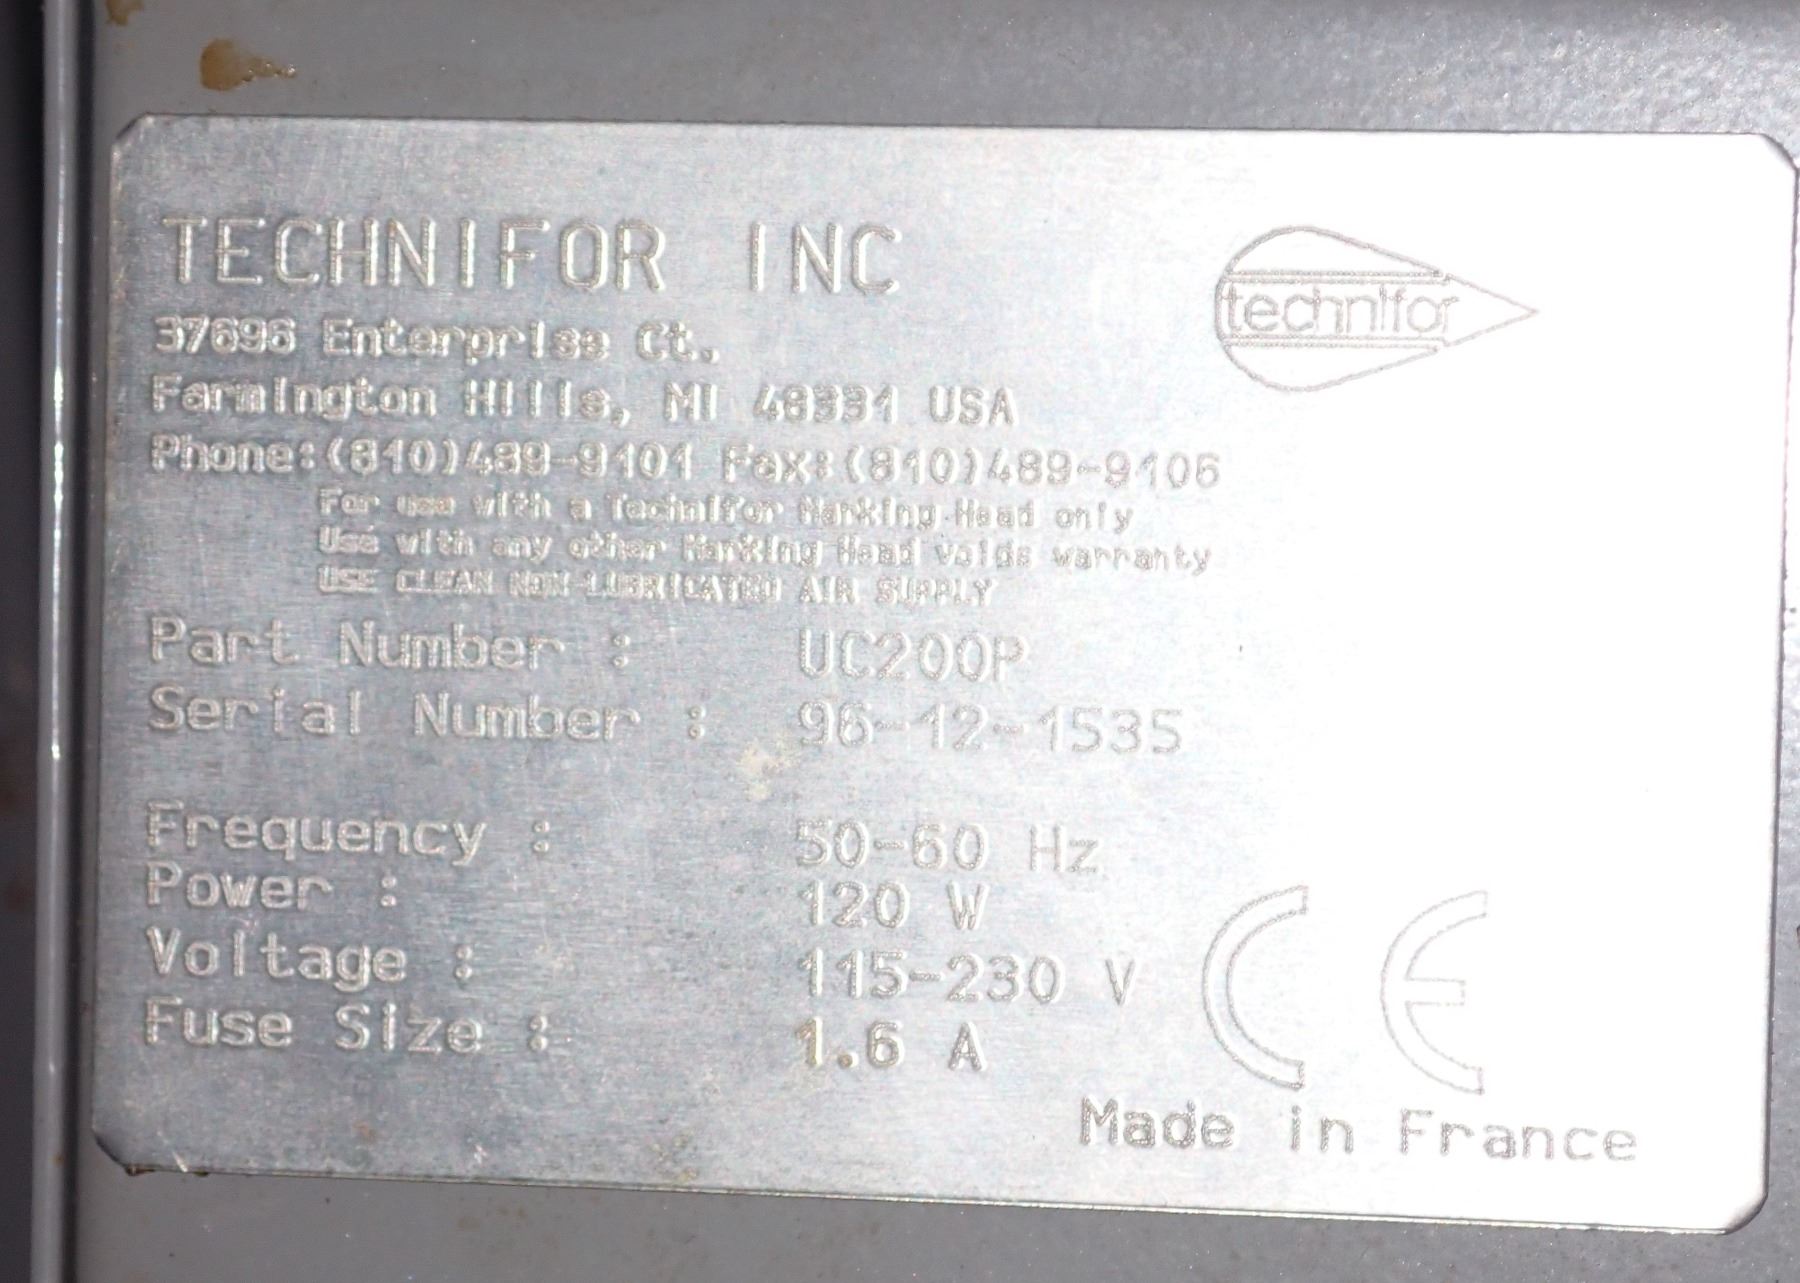 TECHNIFOR INC
technifor
37696 Enterprise Ct.
Farmington Hills, MI 48331 USA
Phone:(810)489-9101 Fax:(810)489-9106
For use with a Technifor Marking Head only
Use with any other Marking Head voids warranty
USE CLEAN NON-LUBRICATED AIR SUPPLY
Part Number : UC200P
Serial Number : 96-12-1535
Frequency : 50-60 Hz
Power : 120 W
Voltage : 115-230 V
Fuse Size : 1.6 A
CE
Made in France